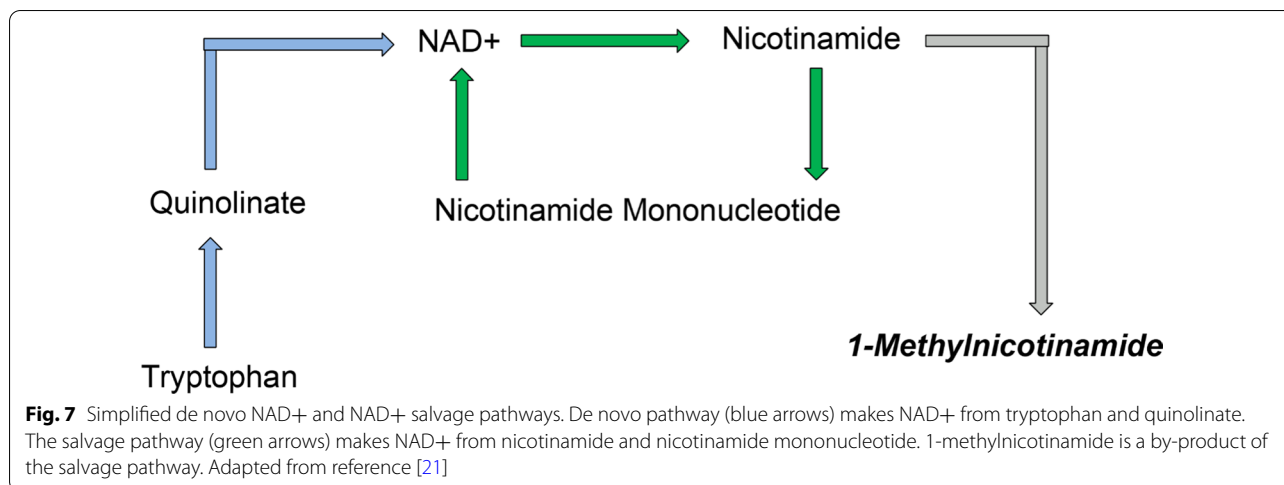 NAD+
Nicotinamide
Quinolinate
Nicotinamide Mononucleotide
1-Methylnicotinamide
Tryptophan
Fig. 7 Simplified de novo NAD+ and NAD+ salvage pathways. De novo pathway (blue arrows) makes NAD+ from tryptophan and quinolinate.
The salvage pathway (green arrows) makes NAD+ from nicotinamide and nicotinamide mononucleotide. 1-methylnicotinamide is a by-product of
the salvage pathway. Adapted from reference [21]